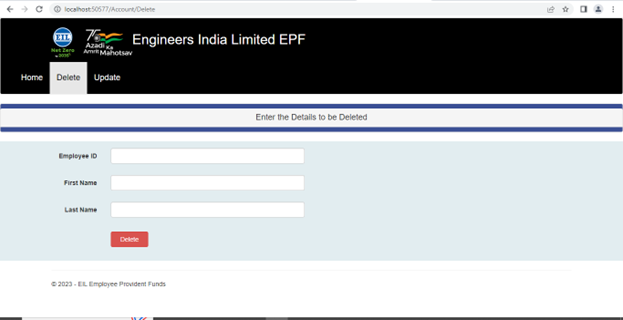 localhost:50577/Account/Delete
EIL
Net Zero
75
Azadi Ka
Amrit Mahotsav
Engineers India Limited EPF
Home Delete Update
Enter the Details to be Deleted
Employee ID
First Name
Last Name
Delete
© 2023 - EIL Employee Provident Funds